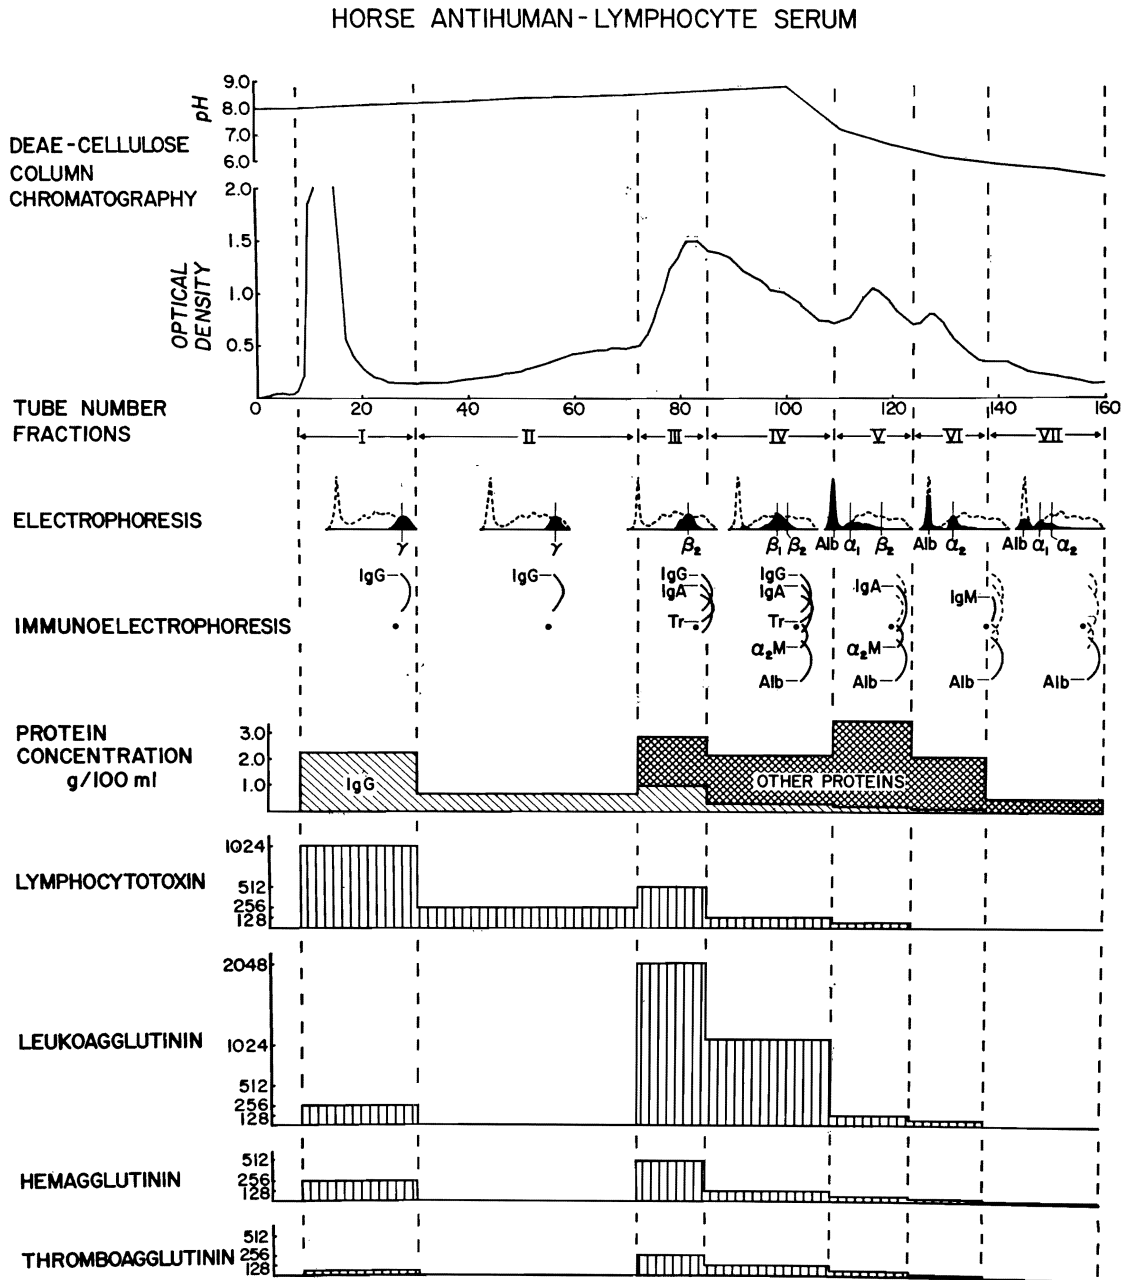 HORSE ANTIHUMAN-LYMPHOCYTE SERUM
9.0
8.0
7.0
6.0
pH
DEAE-CELLULOSE
COLUMN
CHROMATOGRAPHY
2.0
1.5
1.0
0.5
OPTICAL
DENSITY
TUBE NUMBER
0 20 40 60 80 100 120 140 160
FRACTIONS
I II III IV V VI VII
ELECTROPHORESIS
γ γ β₂ β₁ β₂ Alb α₁ β₂ Alb α₂ Alb α₁ α₂
IMMUNOELECTROPHORESIS
IgG
IgG
IgG
IgA
Tr
IgG
IgA
Tr
α₂M
Alb
IgA
α₂M
Alb
IgM
Alb
Alb
PROTEIN
CONCENTRATION
g/100 ml
3.0
2.0
1.0
IgG
OTHER PROTEINS
LYMPHOCYTOTOXIN
1024
512
256
128
LEUKOAGGLUTININ
2048
1024
512
256
128
HEMAGGLUTININ
512
256
128
THROMBOAGGLUTININ
512
256
128